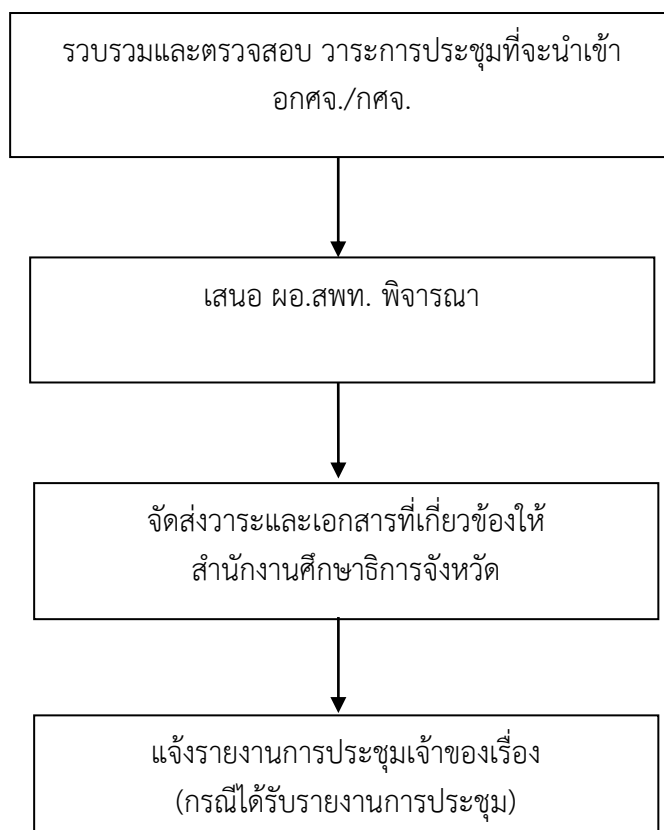 รวบรวมและตรวจสอบ วาระการประชุมที่จะนำเข้า
อกศจ./กศจ.
เสนอ ผอ.สพท. พิจารณา
จัดส่งวาระและเอกสารที่เกี่ยวข้องให้
สำนักงานศึกษาธิการจังหวัด
แจ้งรายงานการประชุมเจ้าของเรื่อง
(กรณีได้รับรายงานการประชุม)